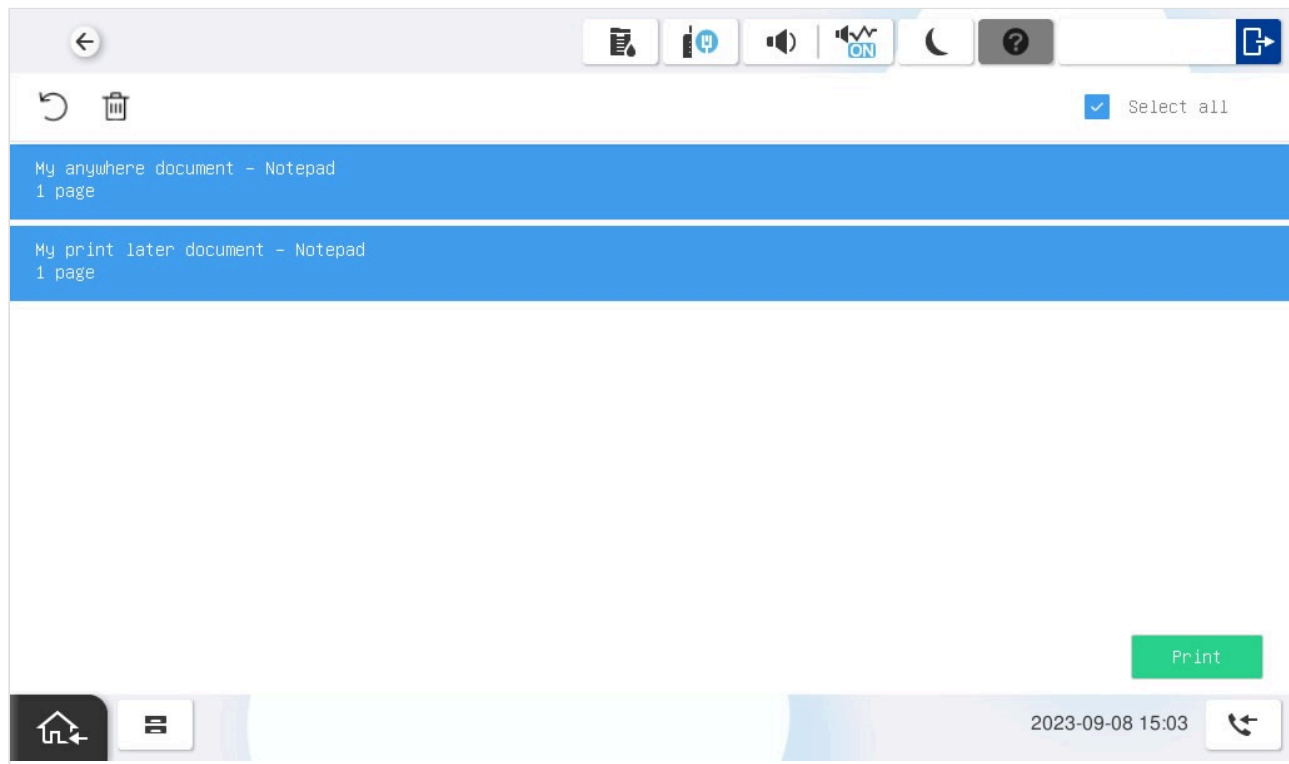 ON
Select all
My anywhere document – Notepad
1 page
My print later document – Notepad
1 page
Print
2023-09-08 15:03